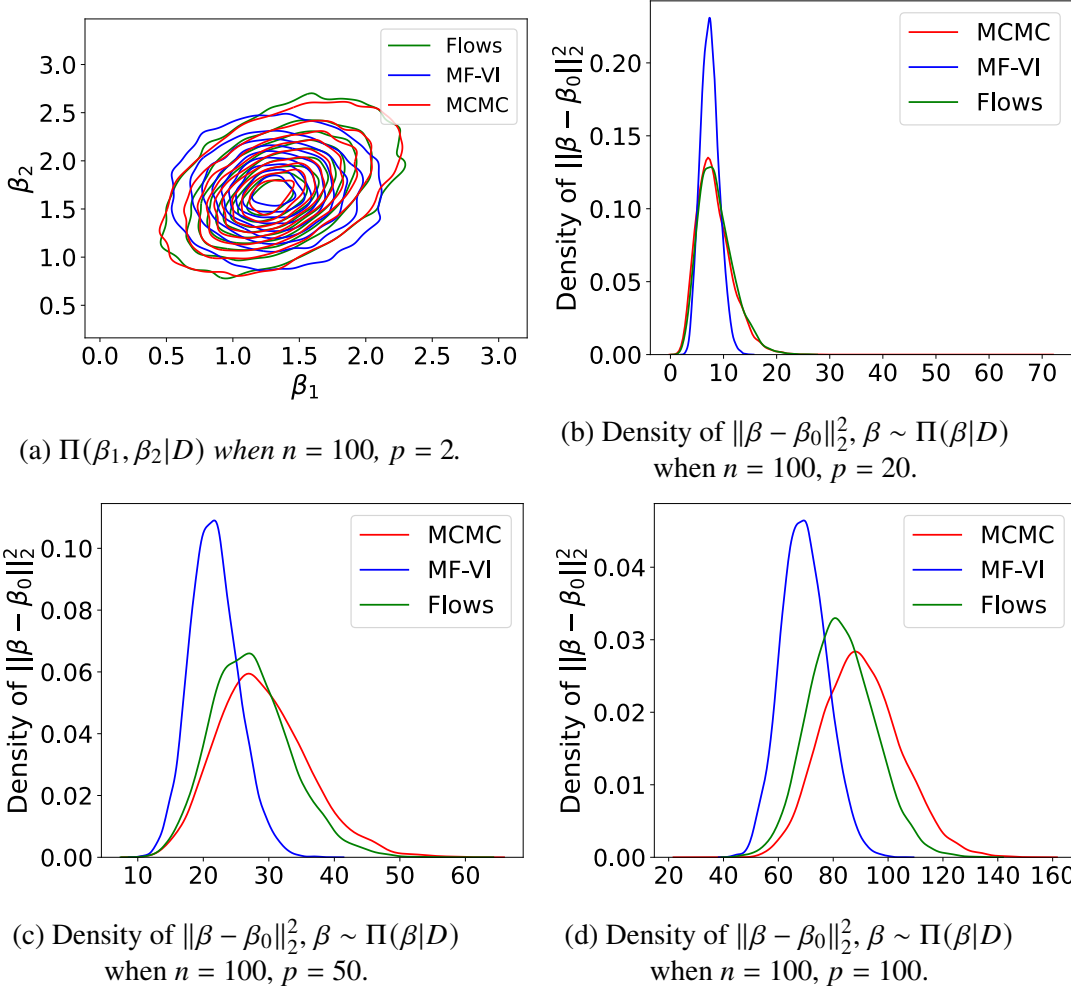 Flows
MF-VI
MCMC
3.0
2.5
2.0
1.5
1.0
0.5
β₂
0.0 0.5 1.0 1.5 2.0 2.5 3.0
β₁
(a) Π(β₁, β₂|D) when n = 100, p = 2.
MCMC
MF-VI
Flows
0.20
0.15
0.10
0.05
0.00
Density of ||β − β₀||₂²
0 10 20 30 40 50 60 70
(b) Density of ||β − β₀||₂², β ~ Π(β|D)
when n = 100, p = 20.
MCMC
MF-VI
Flows
0.10
0.08
0.06
0.04
0.02
0.00
Density of ||β − β₀||₂²
10 20 30 40 50 60
(c) Density of ||β − β₀||₂², β ~ Π(β|D)
when n = 100, p = 50.
MCMC
MF-VI
Flows
0.04
0.03
0.02
0.01
0.00
Density of ||β − β₀||₂²
20 40 60 80 100 120 140 160
(d) Density of ||β − β₀||₂², β ~ Π(β|D)
when n = 100, p = 100.